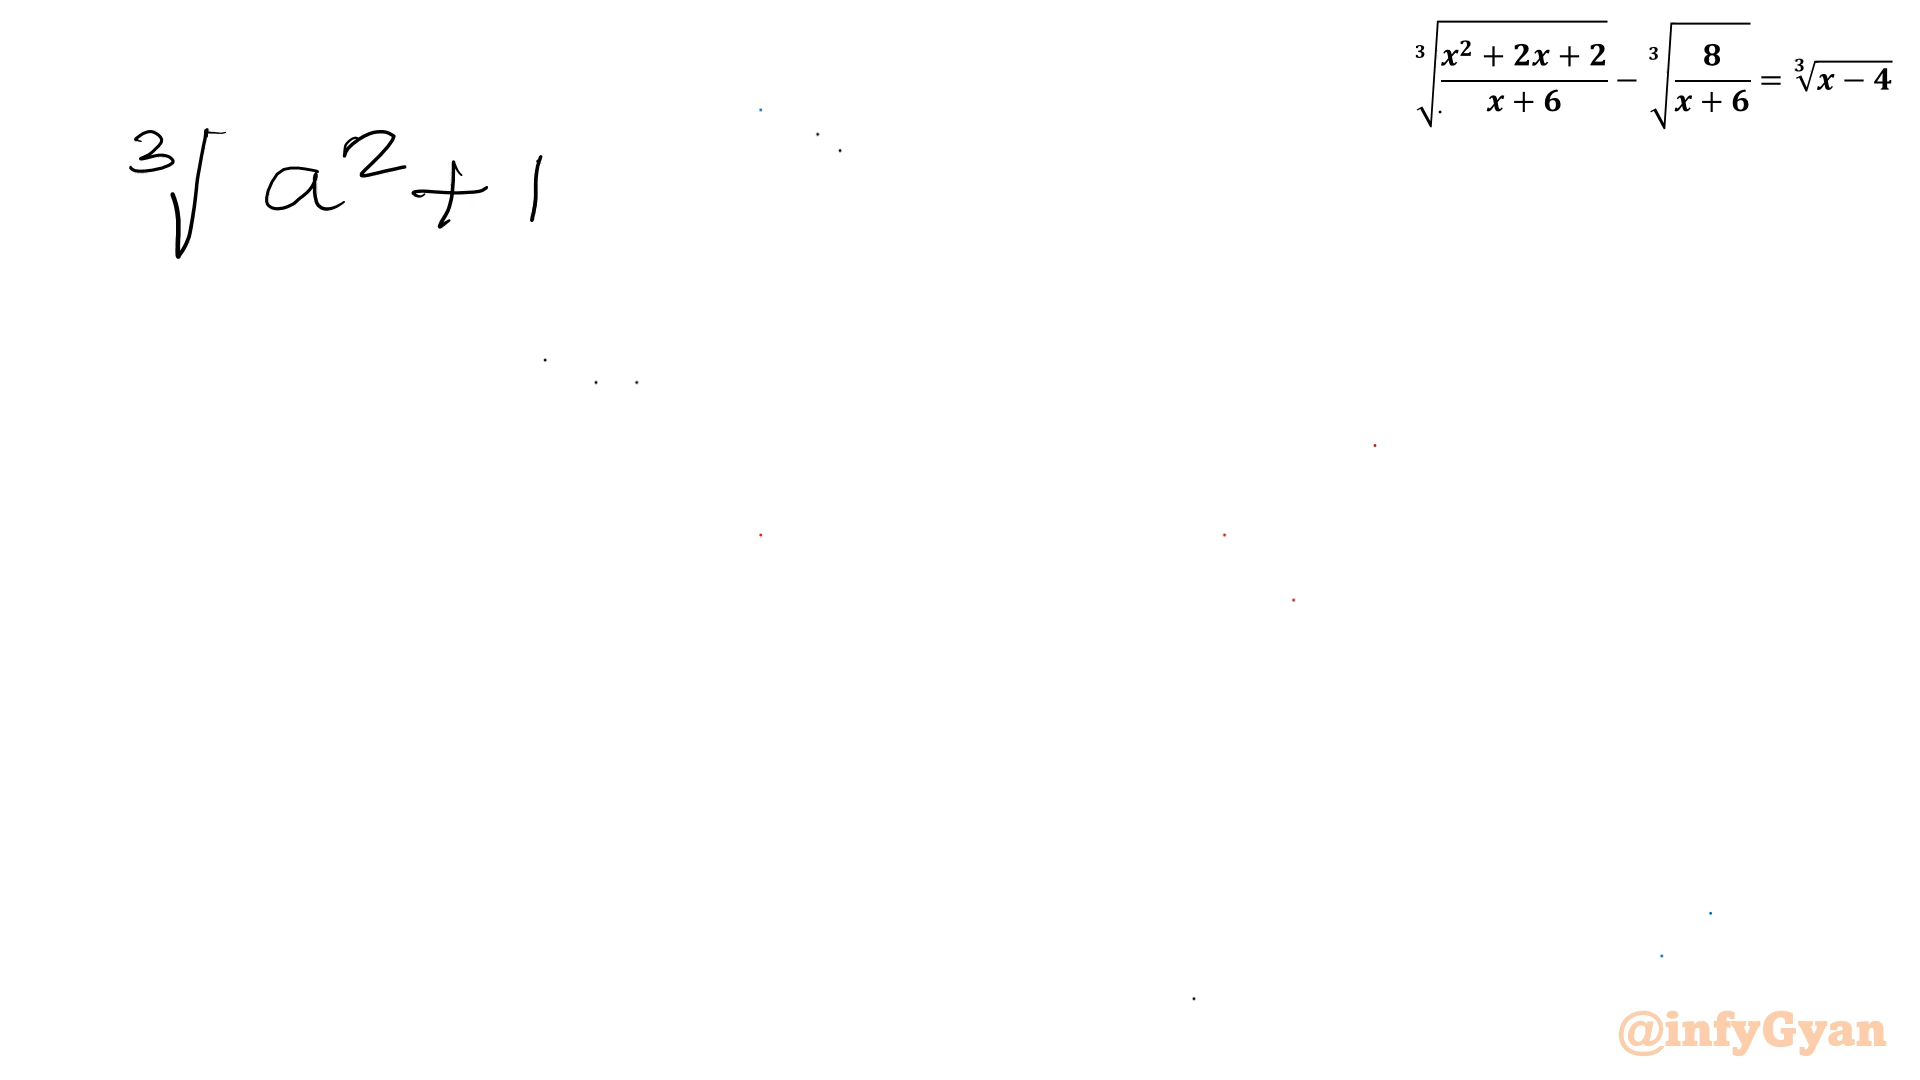 ∛((x² + 2x + 2)/(x + 6)) − ∛(8/(x + 6)) = ∛(x − 4)
∛ a² + 1
@infyGyan